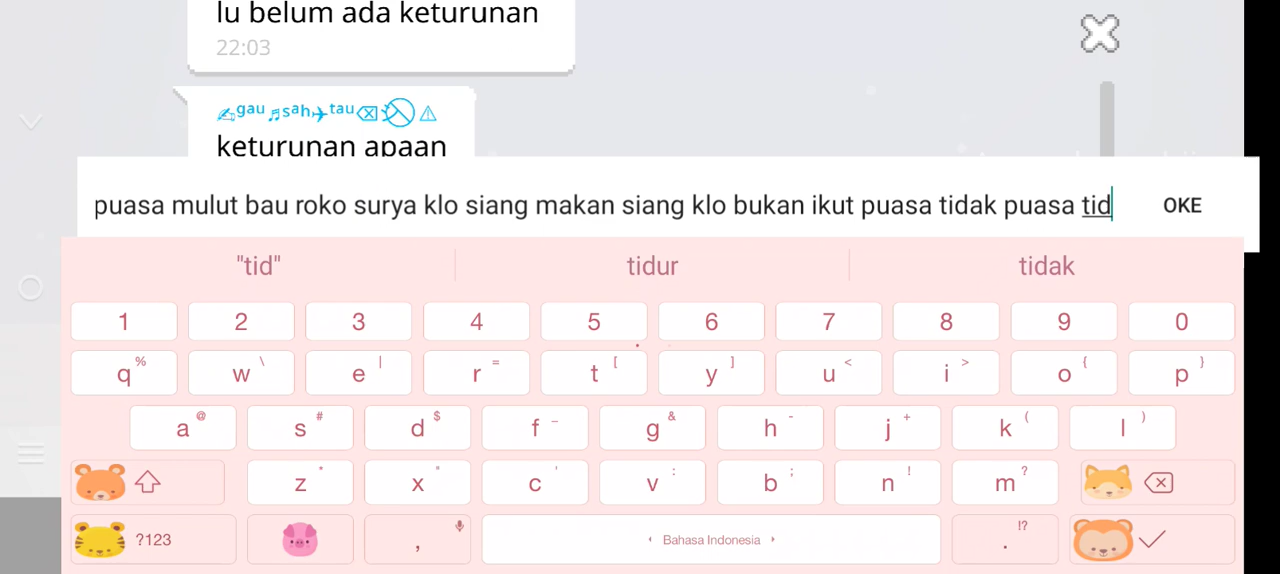 lu belum ada keturunan
22:03
✍gau♬sah✈tau⌫⚠
keturunan apaan
puasa mulut bau roko surya klo siang makan siang klo bukan ikut puasa tidak puasa tid
OKE
"tid" tidur tidak
1 2 3 4 5 6 7 8 9 0
q % w \ e | r = t [ y ] u < i > o { p }
a @ s # d $ f _ g & h - j + k ( l )
z * x " c ' v : b ; n ! m ?
?123 , Bahasa Indonesia . !?